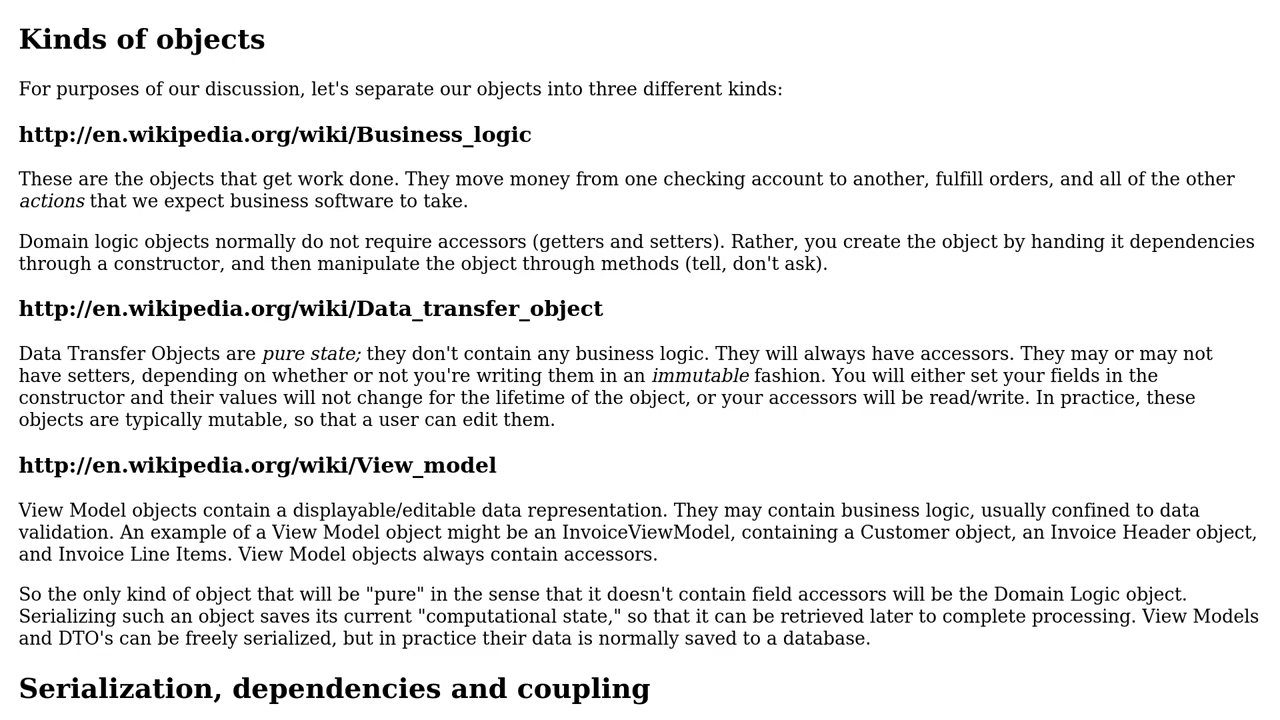 Kinds of objects
For purposes of our discussion, let's separate our objects into three different kinds:
http://en.wikipedia.org/wiki/Business_logic
These are the objects that get work done. They move money from one checking account to another, fulfill orders, and all of the other
actions that we expect business software to take.
Domain logic objects normally do not require accessors (getters and setters). Rather, you create the object by handing it dependencies
through a constructor, and then manipulate the object through methods (tell, don't ask).
http://en.wikipedia.org/wiki/Data_transfer_object
Data Transfer Objects are pure state; they don't contain any business logic. They will always have accessors. They may or may not
have setters, depending on whether or not you're writing them in an immutable fashion. You will either set your fields in the
constructor and their values will not change for the lifetime of the object, or your accessors will be read/write. In practice, these
objects are typically mutable, so that a user can edit them.
http://en.wikipedia.org/wiki/View_model
View Model objects contain a displayable/editable data representation. They may contain business logic, usually confined to data
validation. An example of a View Model object might be an InvoiceViewModel, containing a Customer object, an Invoice Header object,
and Invoice Line Items. View Model objects always contain accessors.
So the only kind of object that will be "pure" in the sense that it doesn't contain field accessors will be the Domain Logic object.
Serializing such an object saves its current "computational state," so that it can be retrieved later to complete processing. View Models
and DTO's can be freely serialized, but in practice their data is normally saved to a database.
Serialization, dependencies and coupling